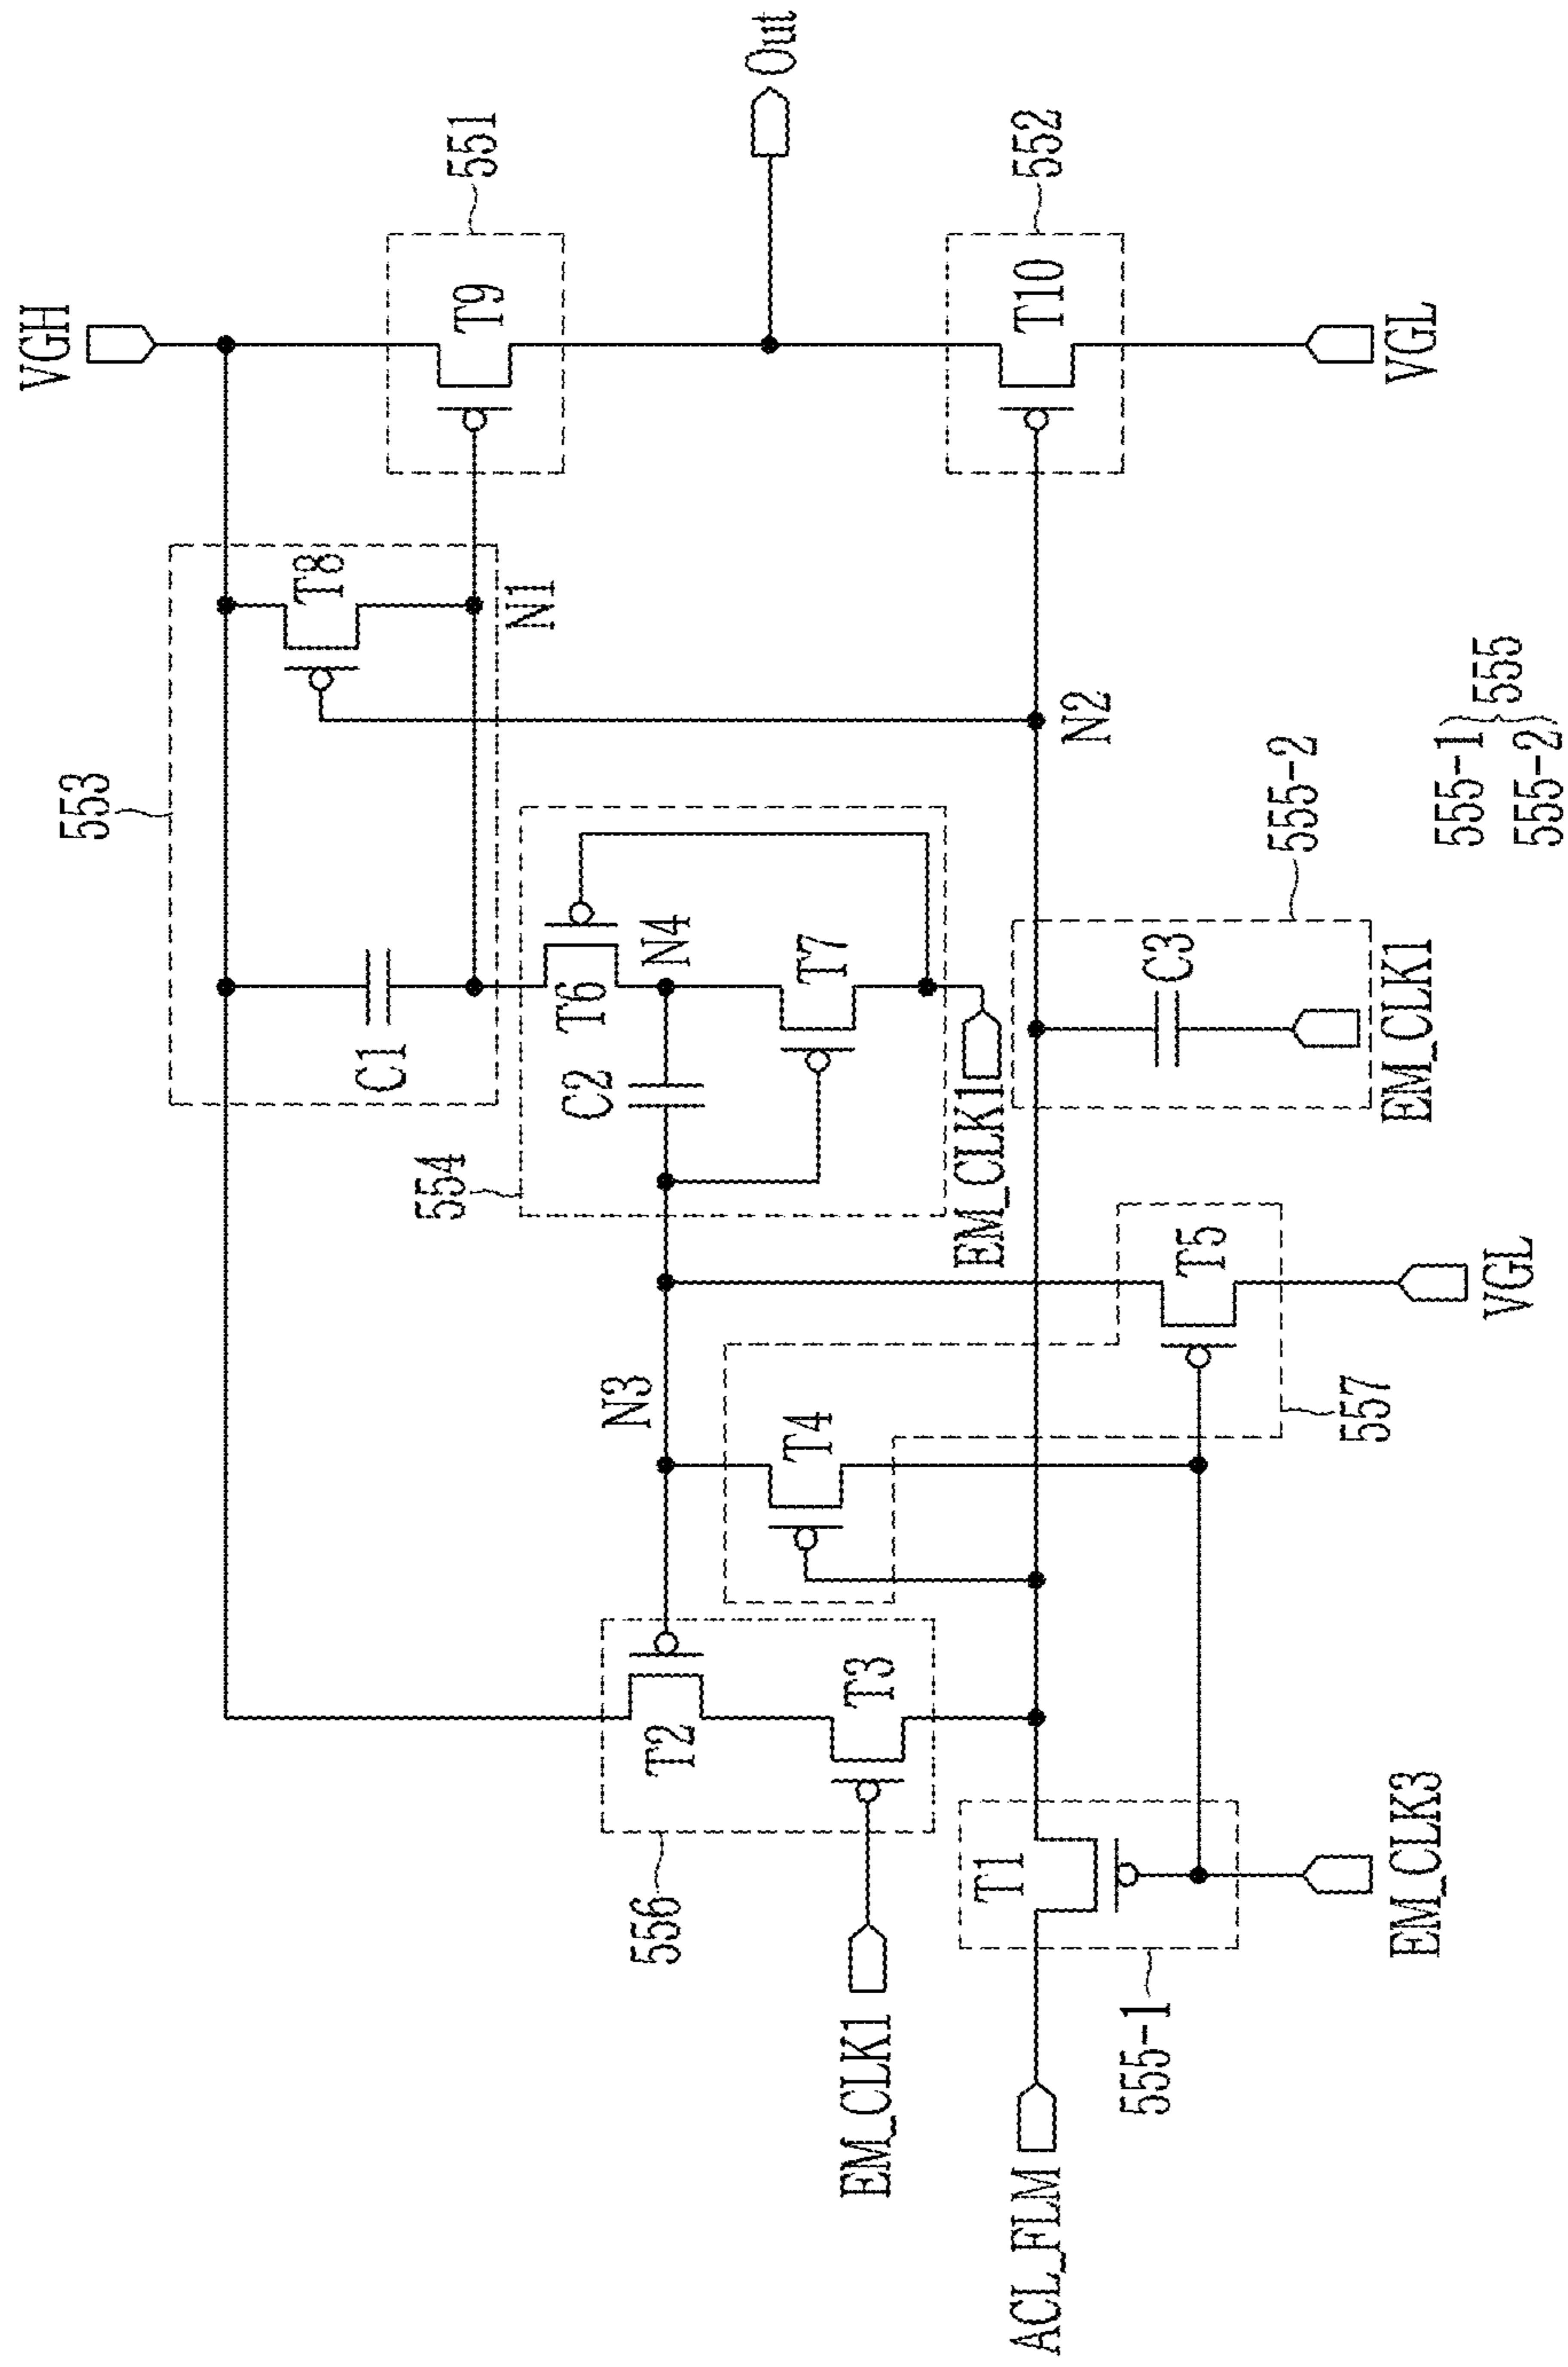 VGH
553
T8
551
T9
N1
C1
Out
554
T6
N4
C2
T7
EM_CLK1
N3
T2
T3
556
EM_CLK1
T4
T5
557
VGL
N2
552
T10
VGL
C3
555-2
EM_CLK1
ACL_FLM
T1
555-1
EM_CLK3
555-1
555-2
555